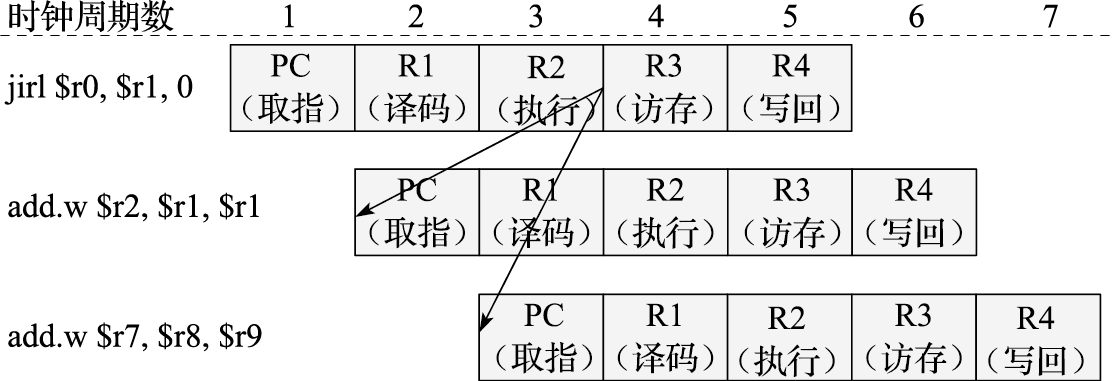 时钟周期数 1 2 3 4 5 6 7
jirl $r0, $r1, 0
PC R1 R2 R3 R4
（取指） （译码） （执行） （访存） （写回）
add.w $r2, $r1, $r1
PC R1 R2 R3 R4
（取指） （译码） （执行） （访存） （写回）
add.w $r7, $r8, $r9
PC R1 R2 R3 R4
（取指） （译码） （执行） （访存） （写回）